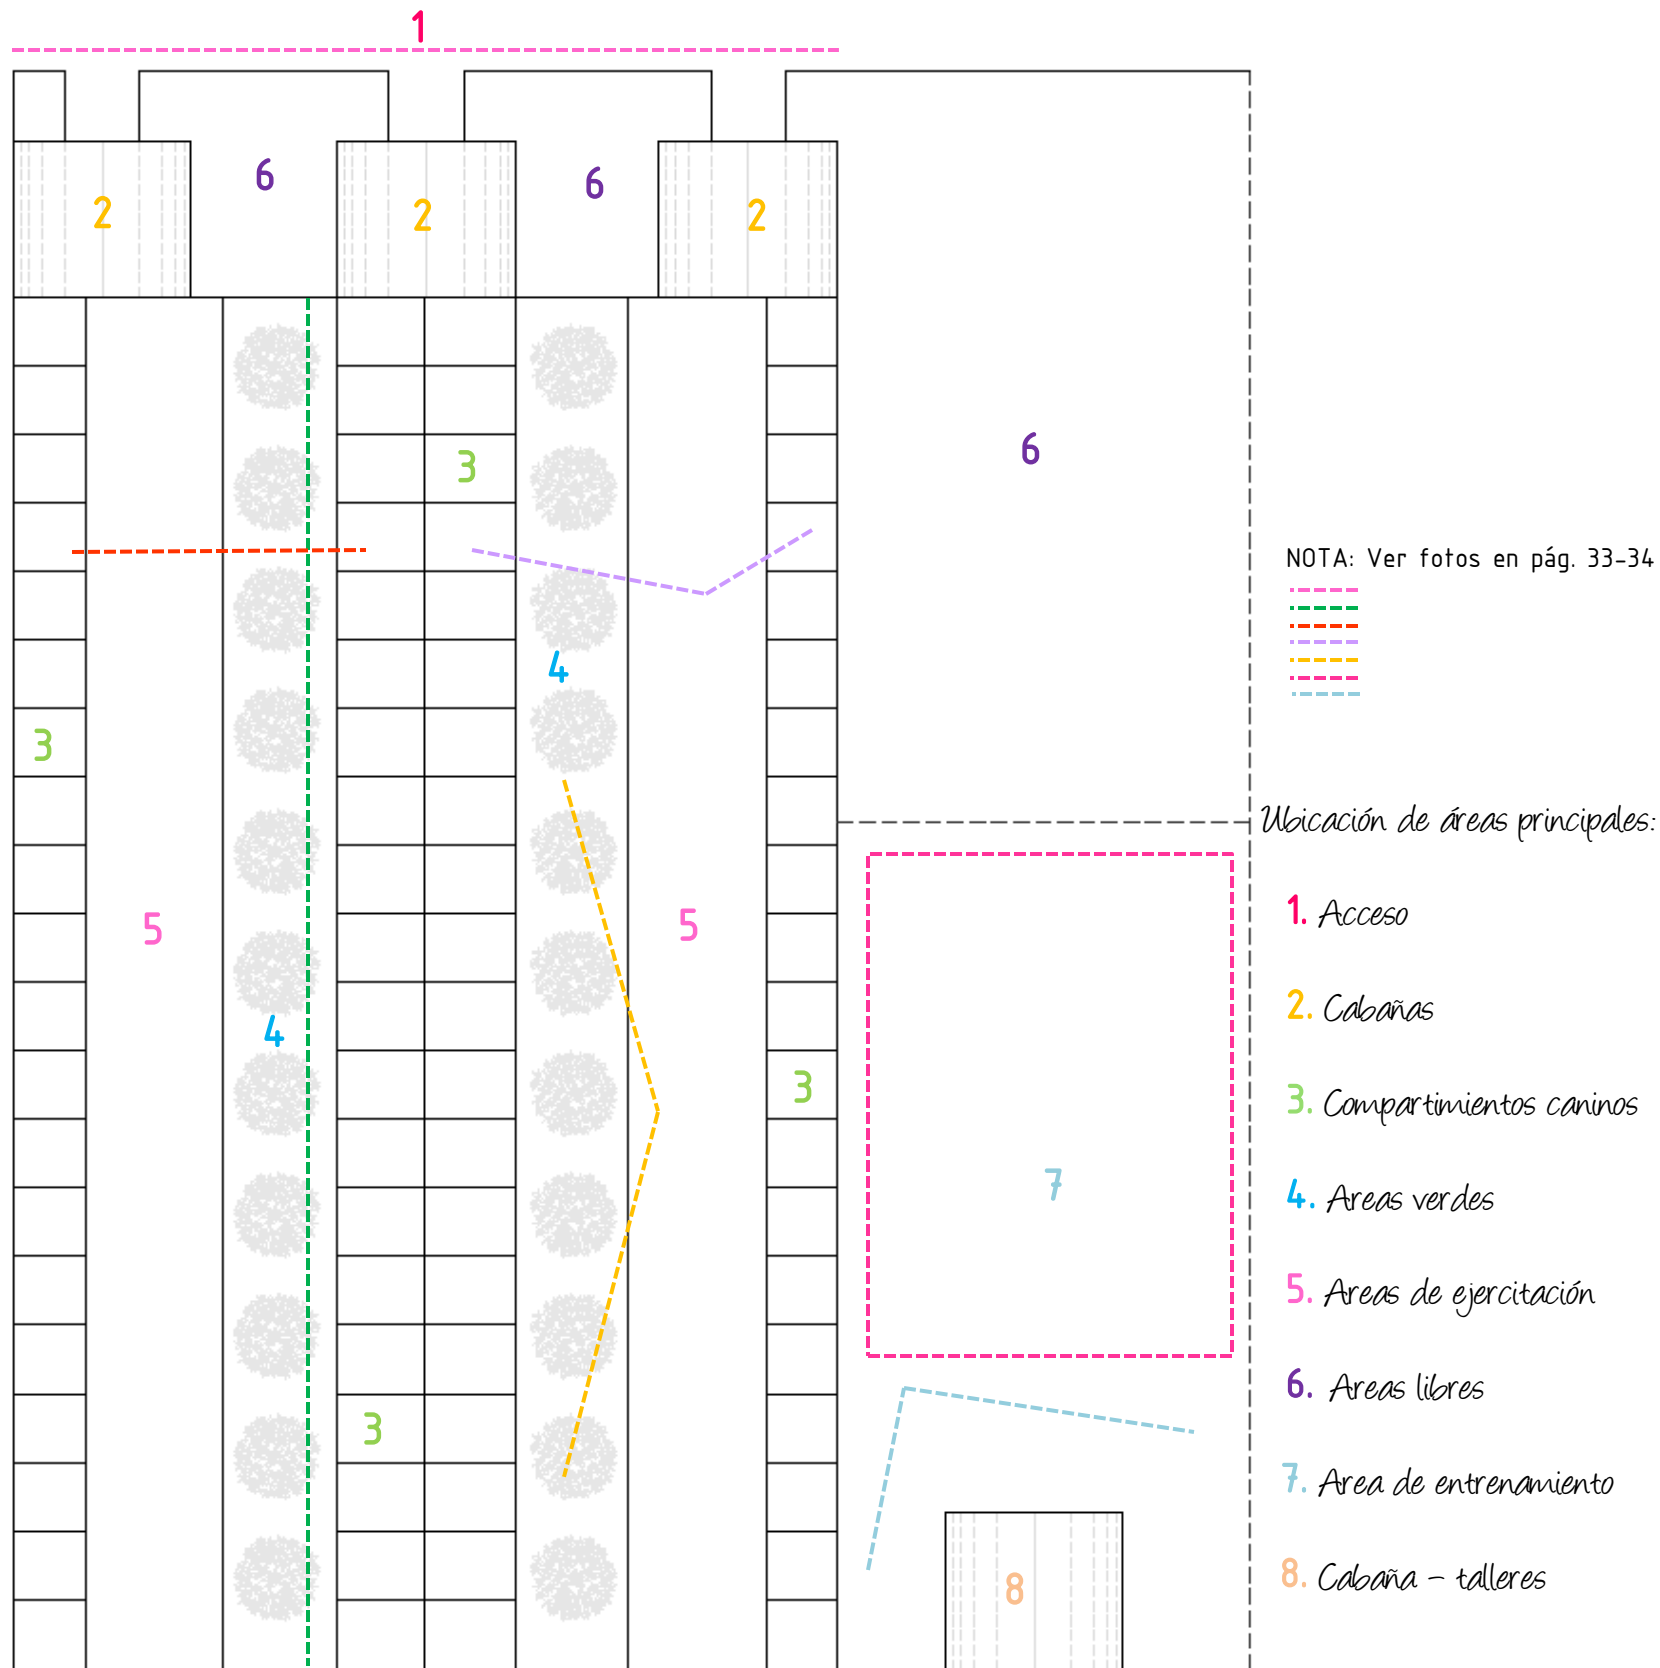 1
6
6
2
2
2
6
3
4
3
5
5
4
3
7
3
8
NOTA: Ver fotos en pág. 33-34
Ubicación de áreas principales:
1. Acceso
2. Cabañas
3. Compartimientos caninos
4. Areas verdes
5. Areas de ejercitación
6. Areas libres
7. Area de entrenamiento
8. Cabaña - talleres